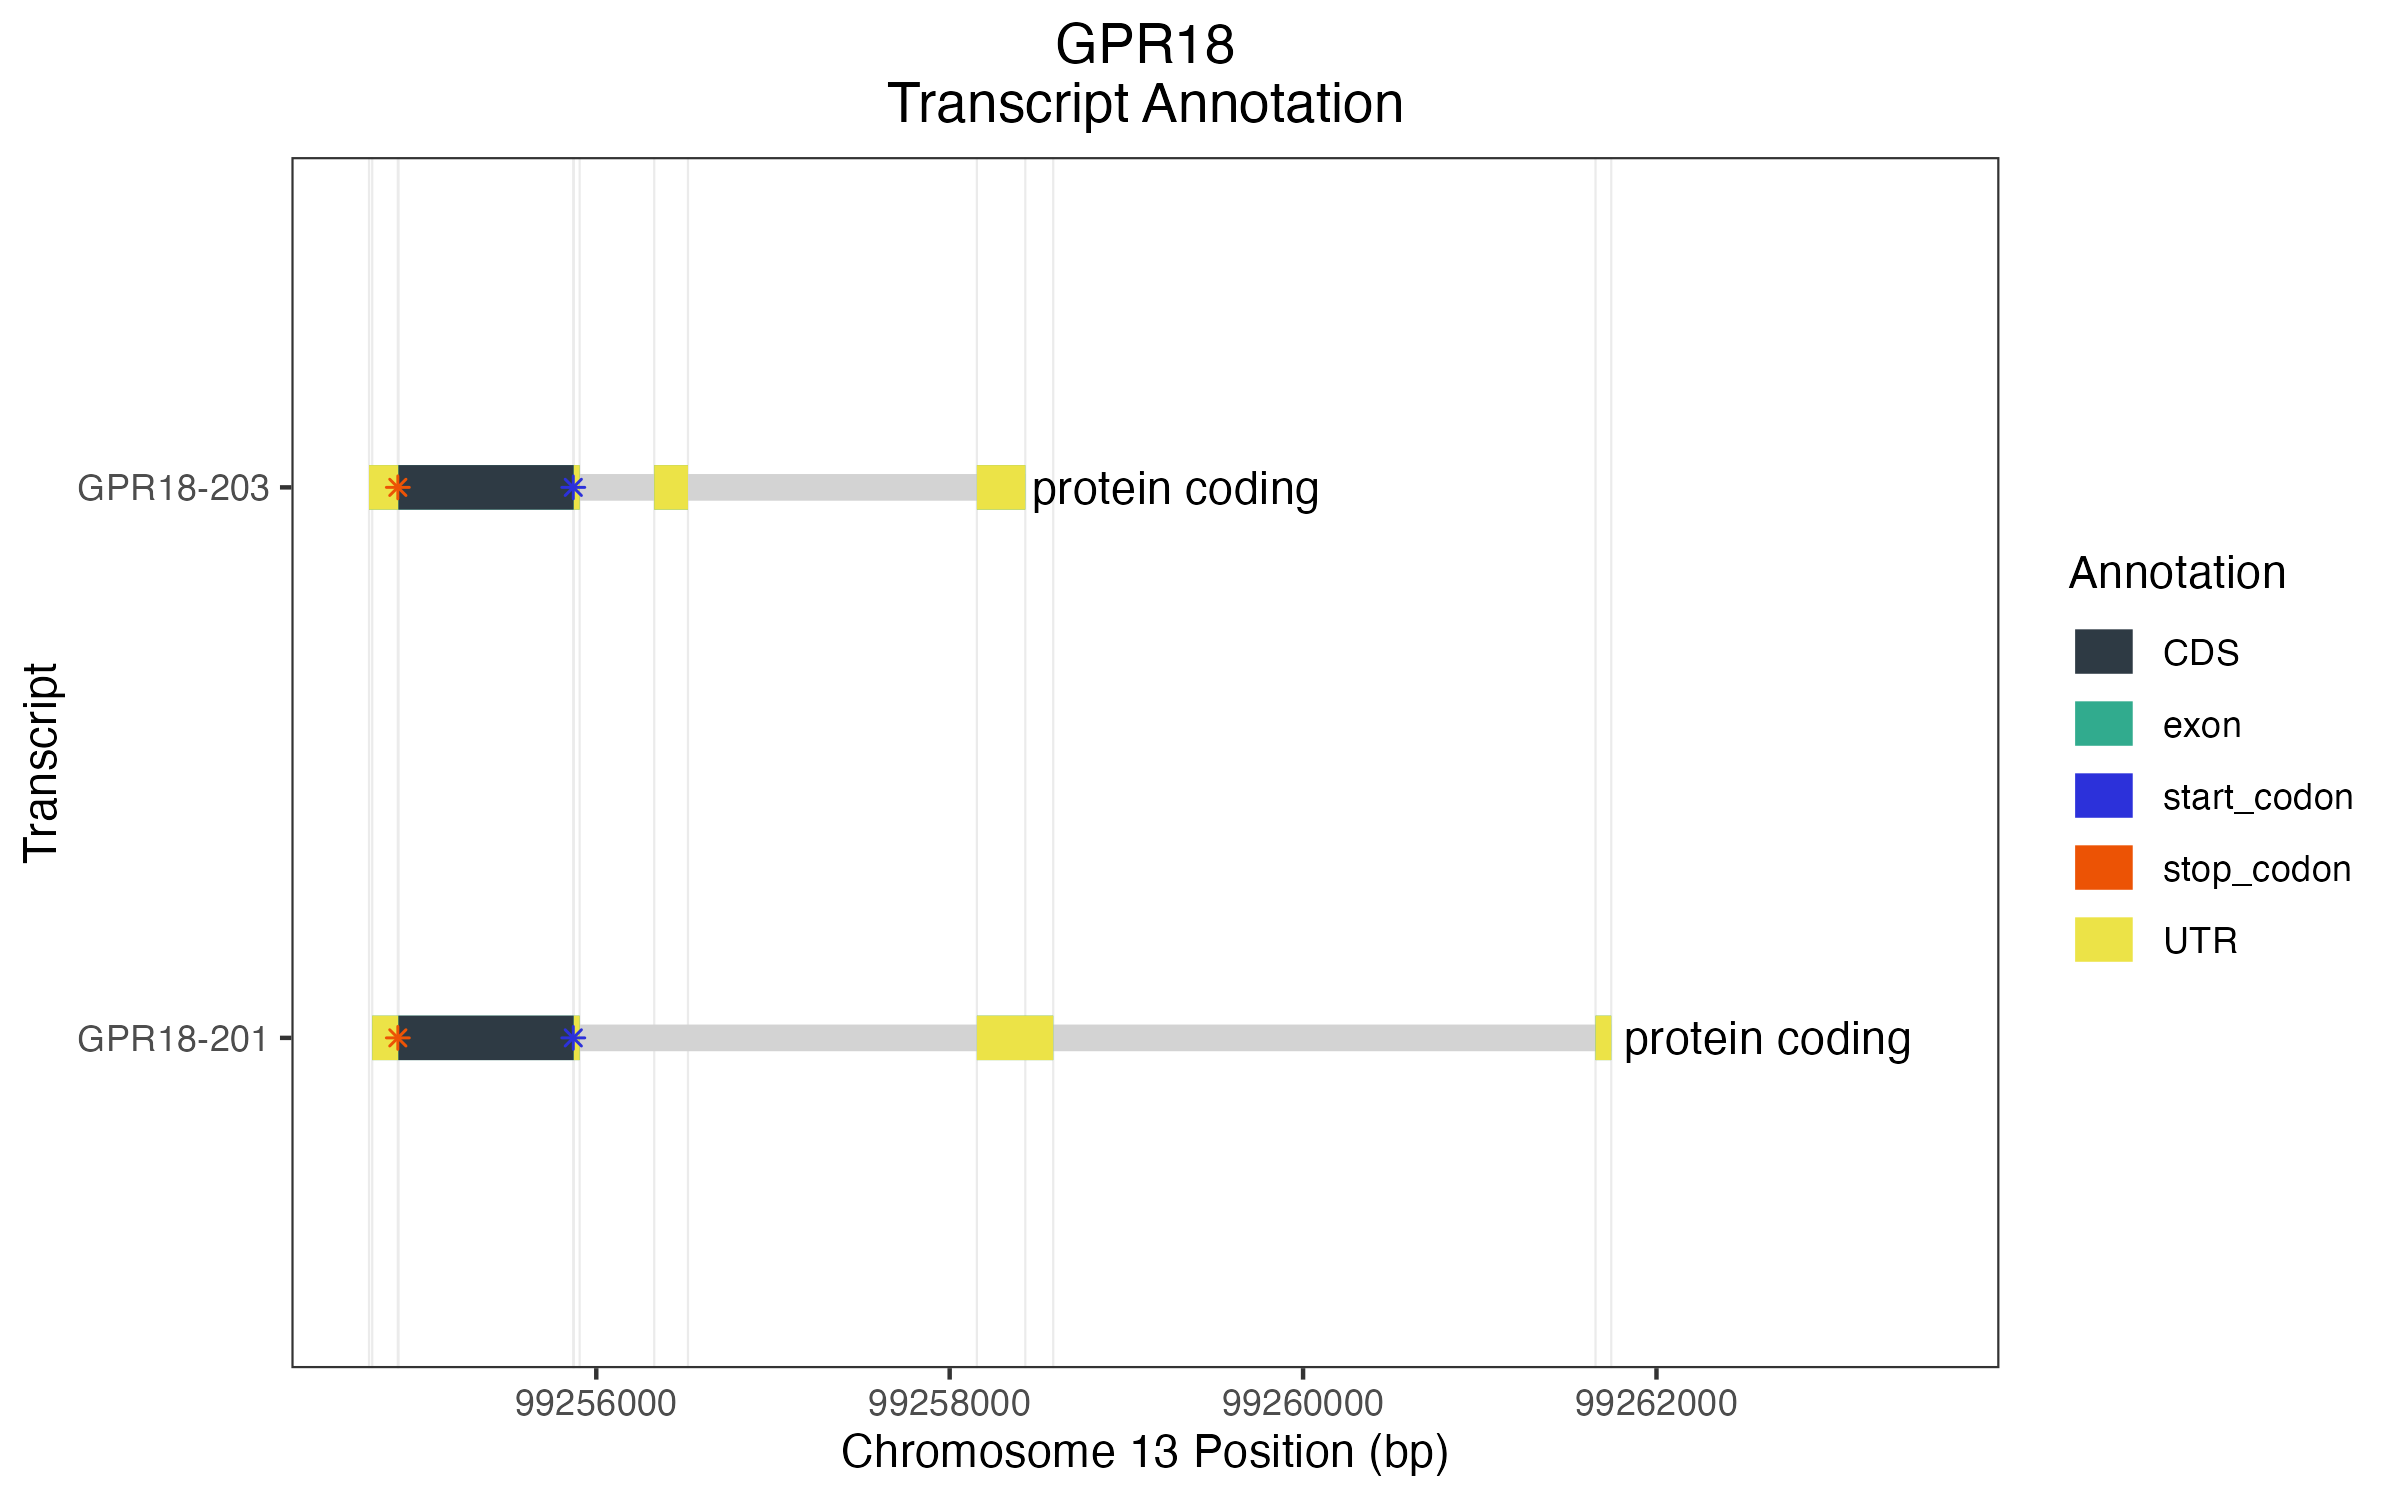 GPR18
Transcript Annotation
Transcript
GPR18-203
protein coding
GPR18-201
protein coding
99256000
99258000
99260000
99262000
Chromosome 13 Position (bp)
Annotation
CDS
exon
start_codon
stop_codon
UTR